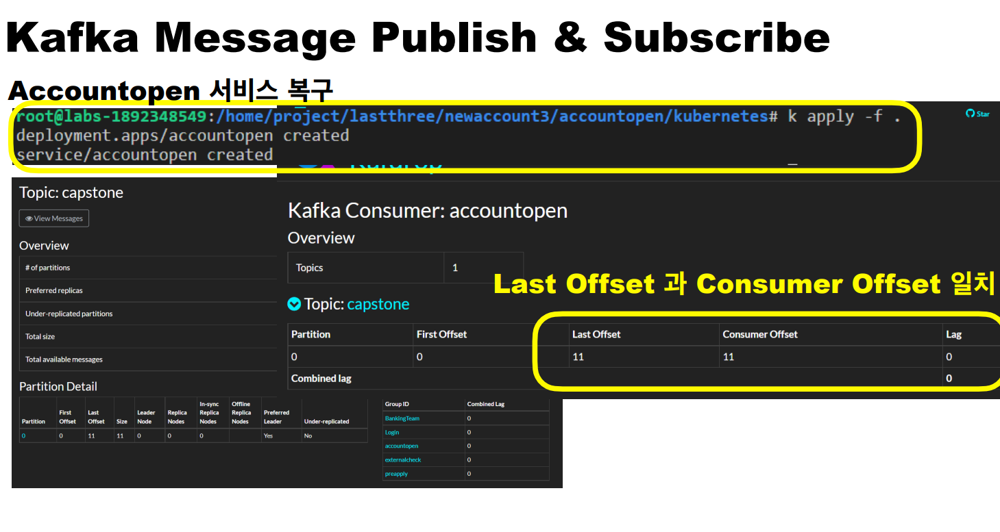 Kafka Message Publish & Subscribe
Accountopen 서비스 복구
root@labs-1892348549:/home/project/lastthree/newaccount3/accountopen/kubernetes# k apply -f .
deployment.apps/accountopen created
service/accountopen created
Star
Topic: capstone
View Messages
Overview
# of partitions
Preferred replicas
Under-replicated partitions
Total size
Total available messages
Partition Detail
Partition First Offset Last Offset Size Leader Node Replica Nodes In-sync Replica Nodes Offline Replica Nodes Preferred Leader Under-replicated
0 0 11 11 0 0 0 Yes No
Kafka Consumer: accountopen
Overview
Topics 1
Last Offset 과 Consumer Offset 일치
Topic: capstone
Partition First Offset Last Offset Consumer Offset Lag
0 0 11 11 0
Combined lag 0
Group ID Combined Lag
BankingTeam 0
Login 0
accountopen 0
externalcheck 0
preapply 0